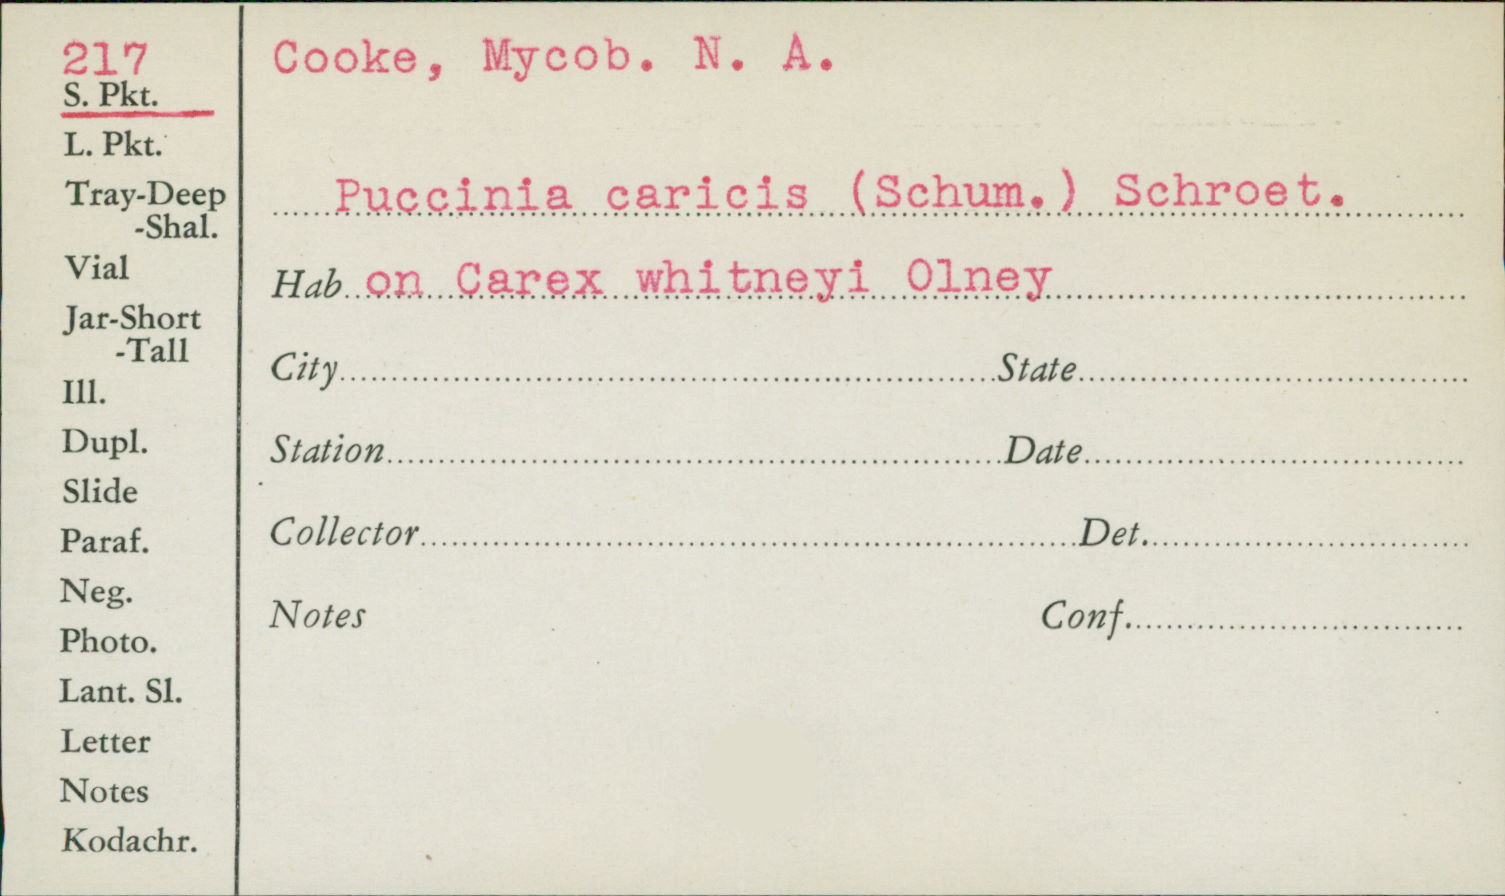 217
S. Pkt.
L. Pkt.
Tray-Deep
-Shal.
Vial
Jar-Short
-Tall
Ill.
Dupl.
Slide
Paraf.
Neg.
Photo.
Lant. Sl.
Letter
Notes
Kodachr.
Cooke, Mycob. N. A.
Puccinia caricis (Schum.) Schroet.
Hab on Carex whitneyi Olney
City State
Station Date
Collector Det.
Notes Conf.